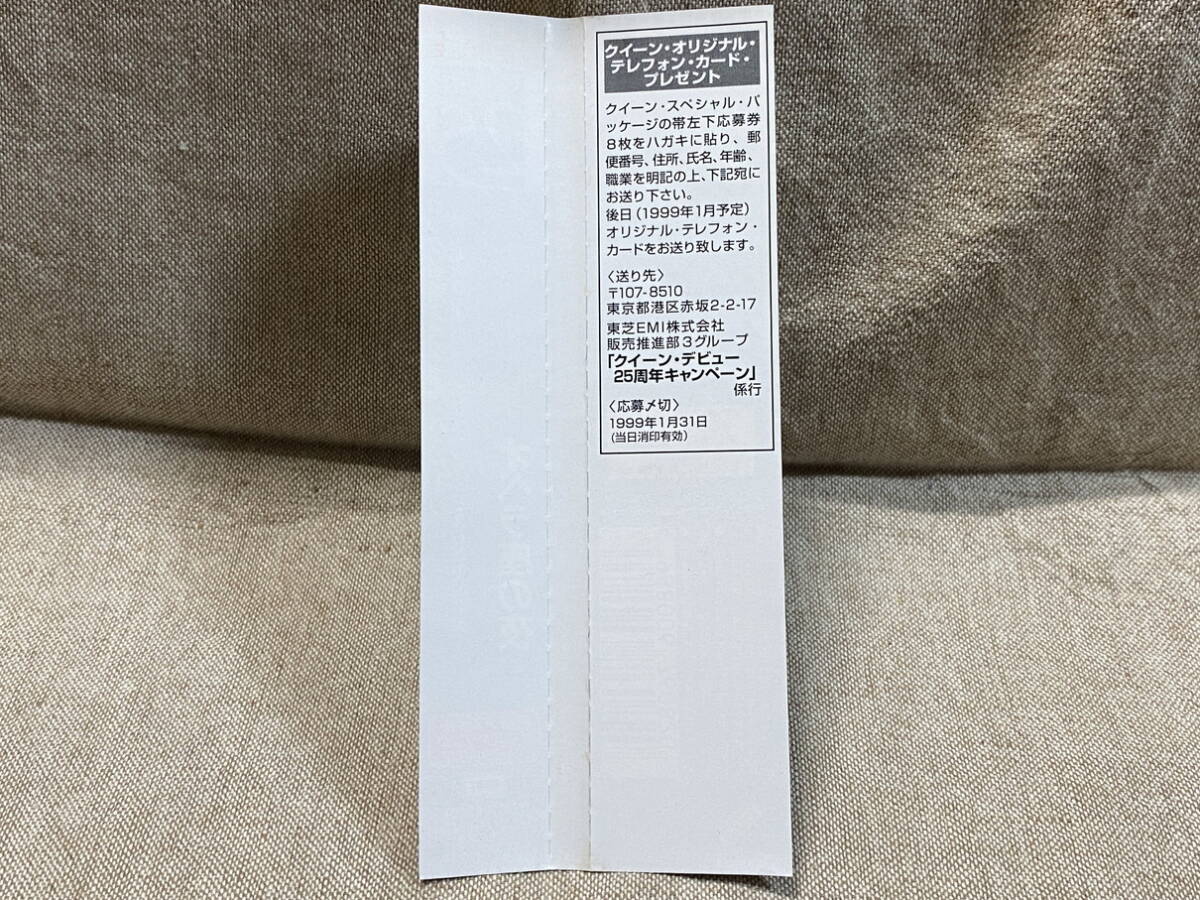 クイーン・オリジナル・
テレフォン・カード・
プレゼント
クイーン・スペシャル・パ
ッケージの帯左下応募券
8枚をハガキに貼り、郵
便番号、住所、氏名、年齢、
職業を明記の上、下記宛に
お送り下さい。
後日(1999年1月予定)
オリジナル・テレフォン・
カードをお送り致します。
〈送り先〉
〒107-8510
東京都港区赤坂2-2-17
東芝EMI株式会社
販売推進部3グループ
「クイーン・デビュー
25周年キャンペーン」
係行
〈応募〆切〉
1999年1月31日
(当日消印有効)